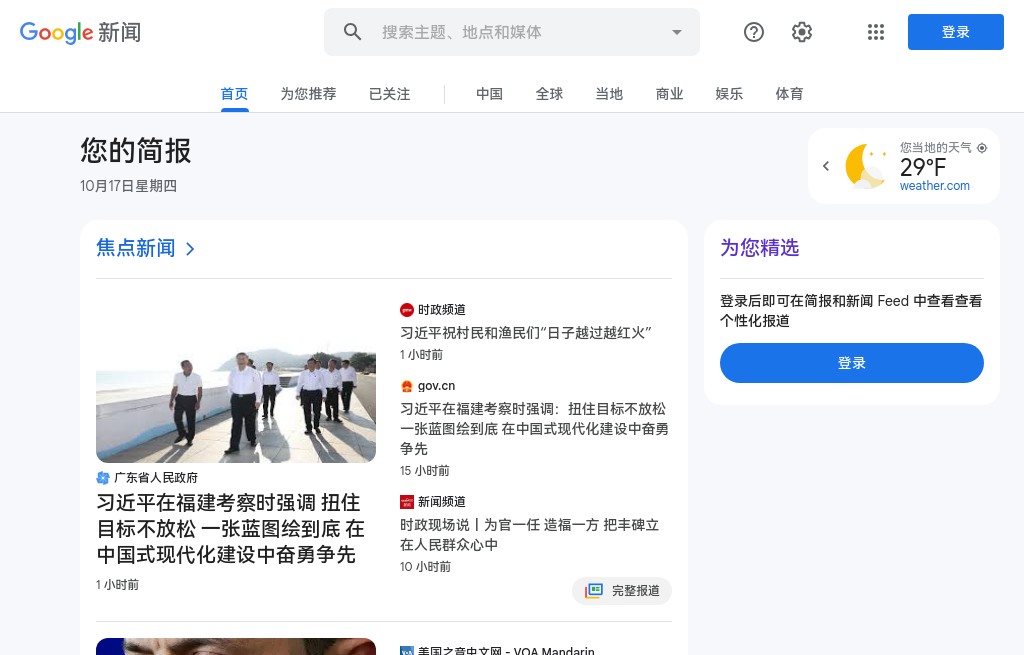 Google 新闻
搜索主题、地点和媒体
登录
首页
为您推荐
已关注
中国
全球
当地
商业
娱乐
体育
您的简报
10月17日星期四
您当地的天气
29°F
weather.com
焦点新闻
广东省人民政府
习近平在福建考察时强调 扭住
目标不放松 一张蓝图绘到底 在
中国式现代化建设中奋勇争先
1 小时前
时政频道
习近平祝村民和渔民们“日子越过越红火”
1 小时前
gov.cn
习近平在福建考察时强调：扭住目标不放松
一张蓝图绘到底 在中国式现代化建设中奋勇
争先
15 小时前
新闻频道
时政现场说丨为官一任 造福一方 把丰碑立
在人民群众心中
10 小时前
完整报道
美国之音中文网 - VOA Mandarin
为您精选
登录后即可在简报和新闻 Feed 中查看查看
个性化报道
登录